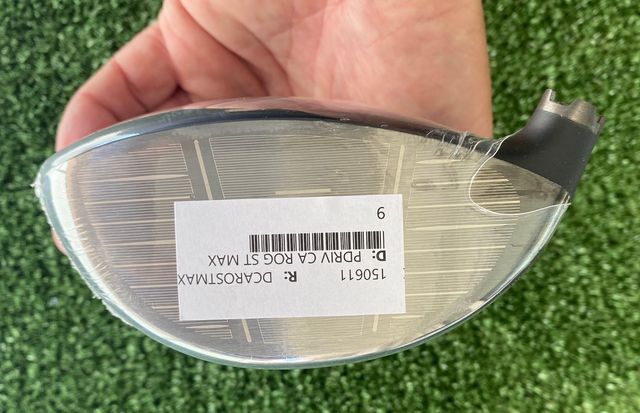 150611 R: DCAROSTMAX
D: PDRIV CA ROG ST MAX
9